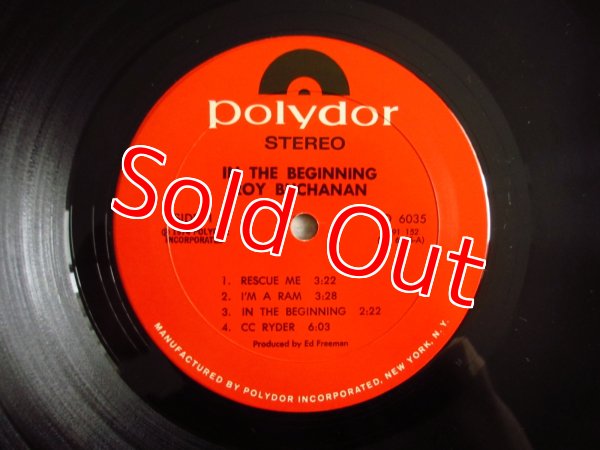 polydor
STEREO
IN THE BEGINNING
ROY BUCHANAN
SIDE
6035
INCORPORATED
Sold Out
1. RESCUE ME 3:22
2. I'M A RAM 3:28
3. IN THE BEGINNING 2:22
4. CC RYDER 6:03
Produced by Ed Freeman
MANUFACTURED BY POLYDOR INCORPORATED, NEW YORK, N. Y.